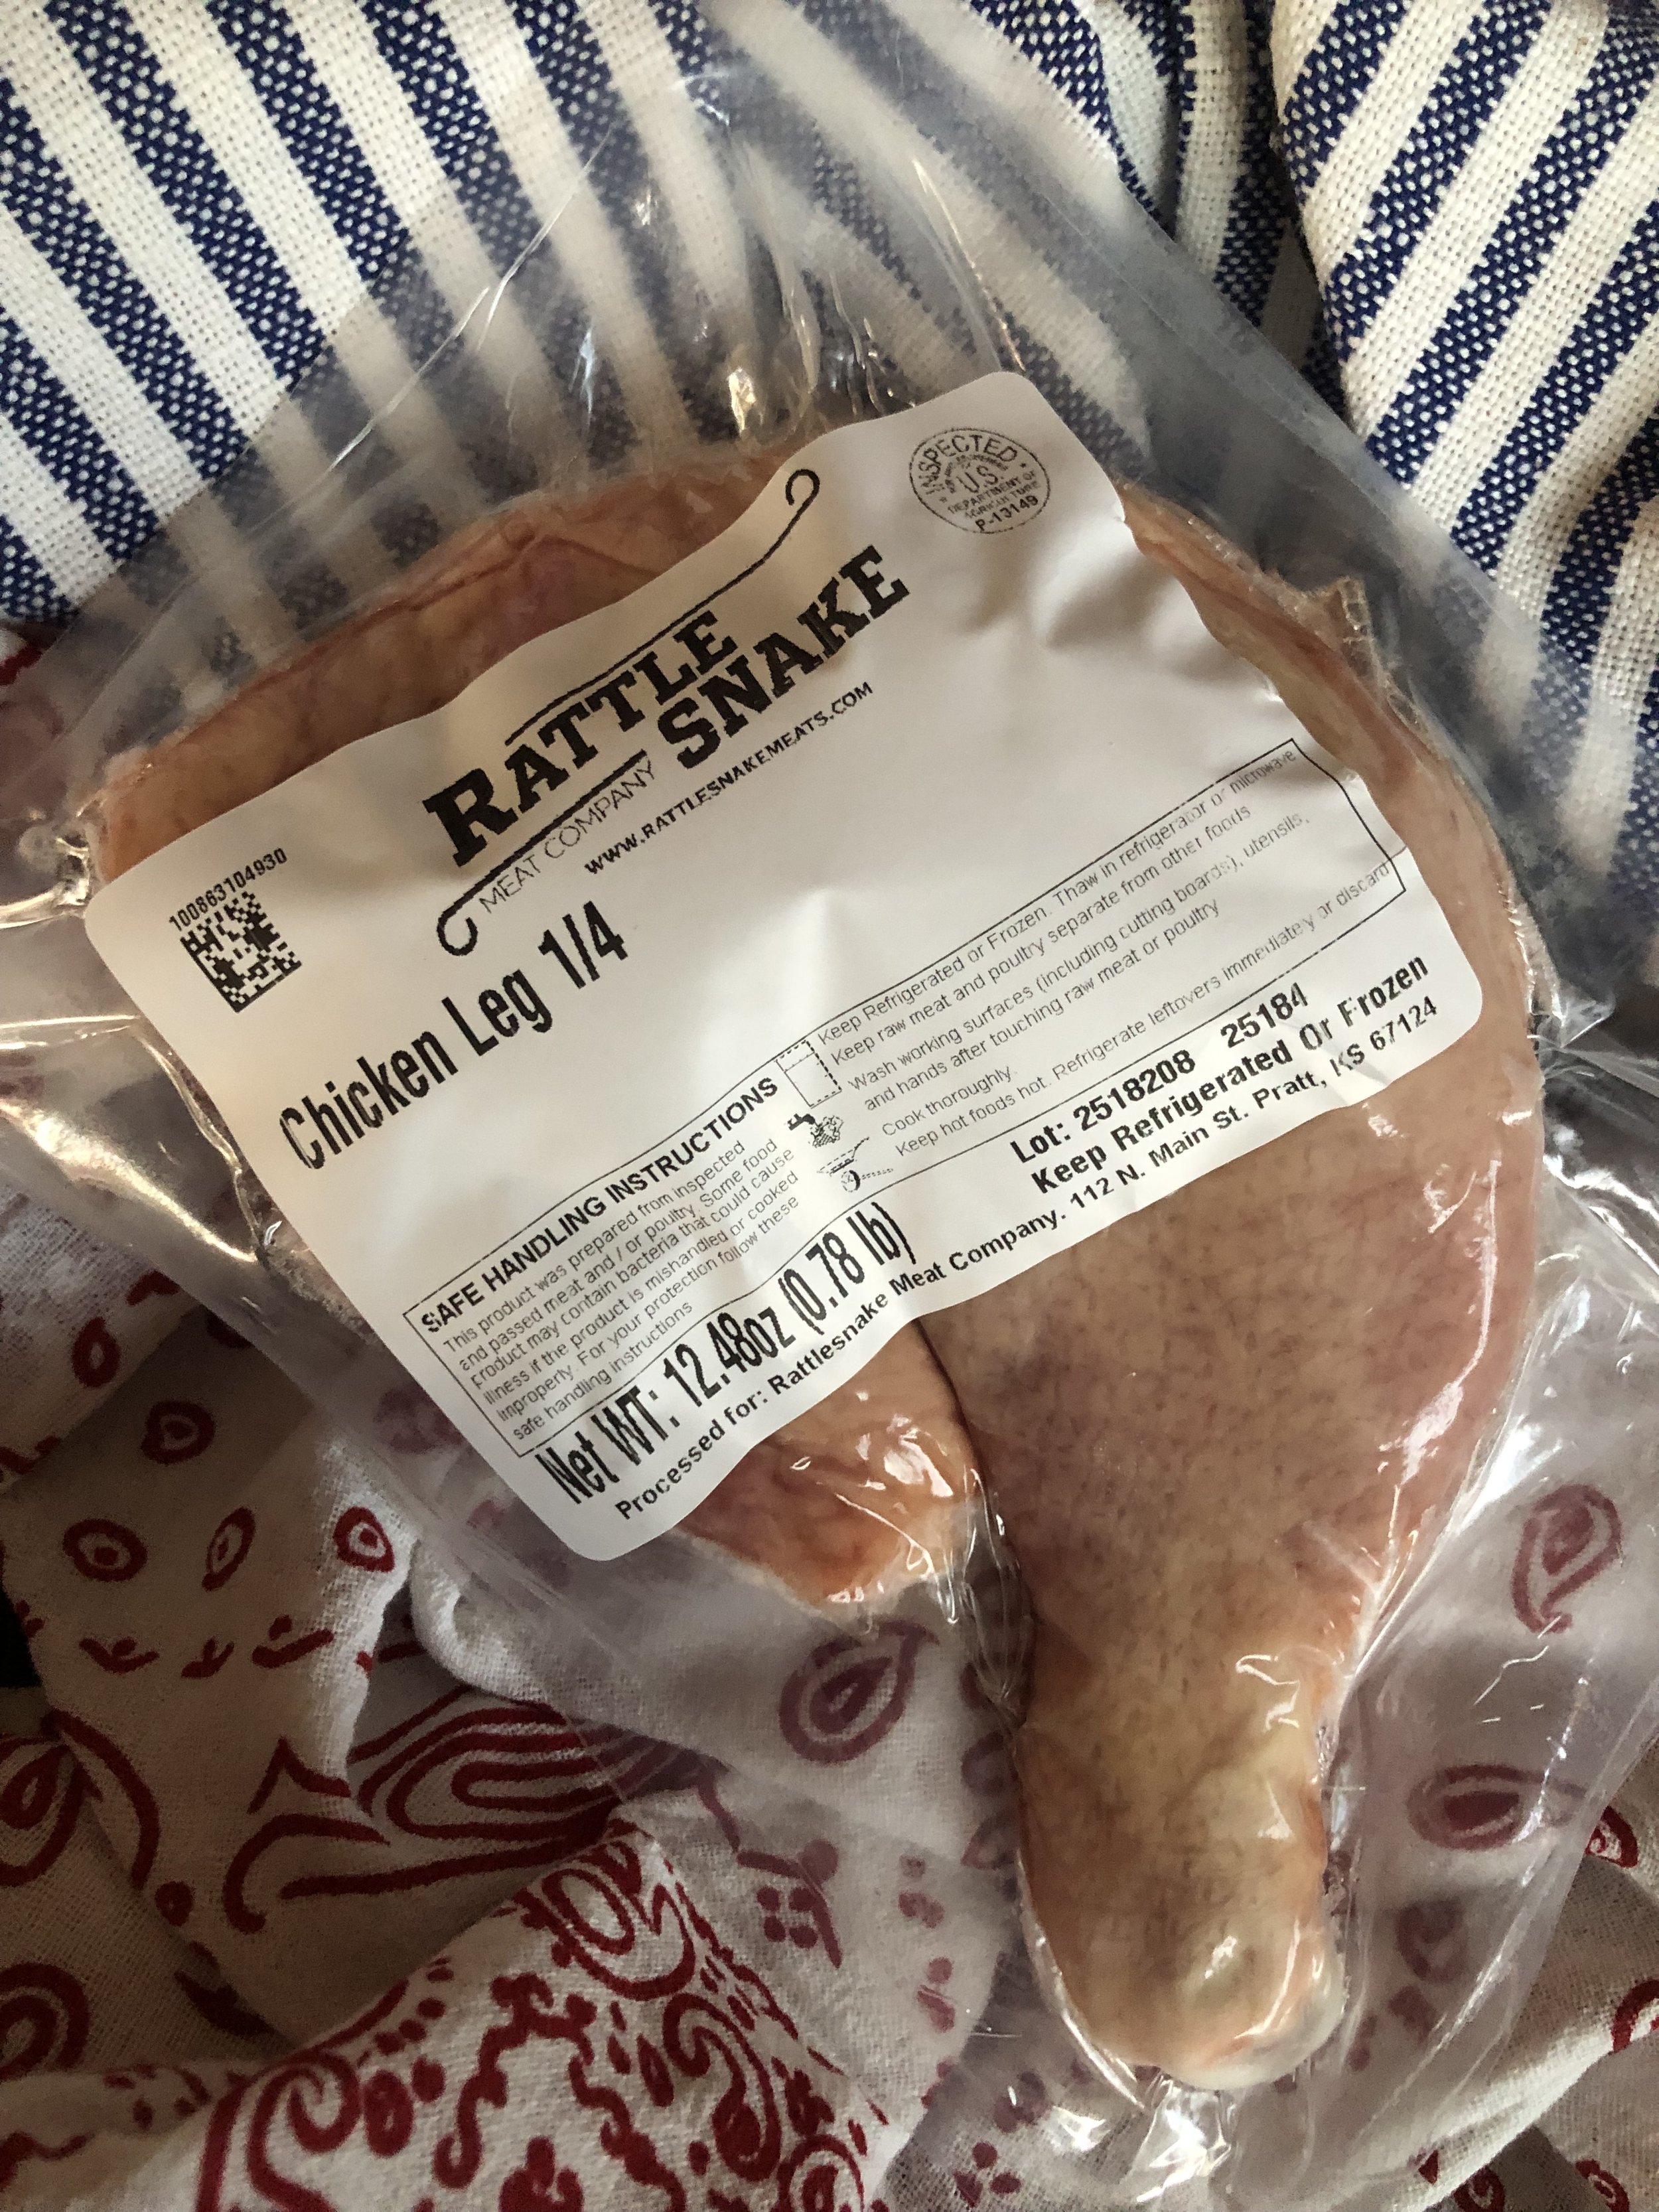 INSPECTED
U.S.
DEPARTMENT OF
AGRICULTURE
P-13149
RATTLE
SNAKE
MEAT COMPANY
WWW.RATTLESNAKEMEATS.COM
100863104930
Chicken Leg 1/4
SAFE HANDLING INSTRUCTIONS
This product was prepared from inspected
and passed meat and / or poultry. Some food
product may contain bacteria that could cause
illness if the product is mishandled or cooked
improperly. For your protection follow these
safe handling instructions
Keep Refrigerated or Frozen. Thaw in refrigerator or microwave
Keep raw meat and poultry separate from other foods
Wash working surfaces (including cutting boards), utensils,
and hands after touching raw meat or poultry
Cook thoroughly.
Keep hot foods hot. Refrigerate leftovers immediately or discard
Net WT: 12.48oz (0.78 lb)
Lot: 2518208 25184
Keep Refrigerated Or Frozen
Processed for: Rattlesnake Meat Company. 112 N. Main St. Pratt, KS 67124